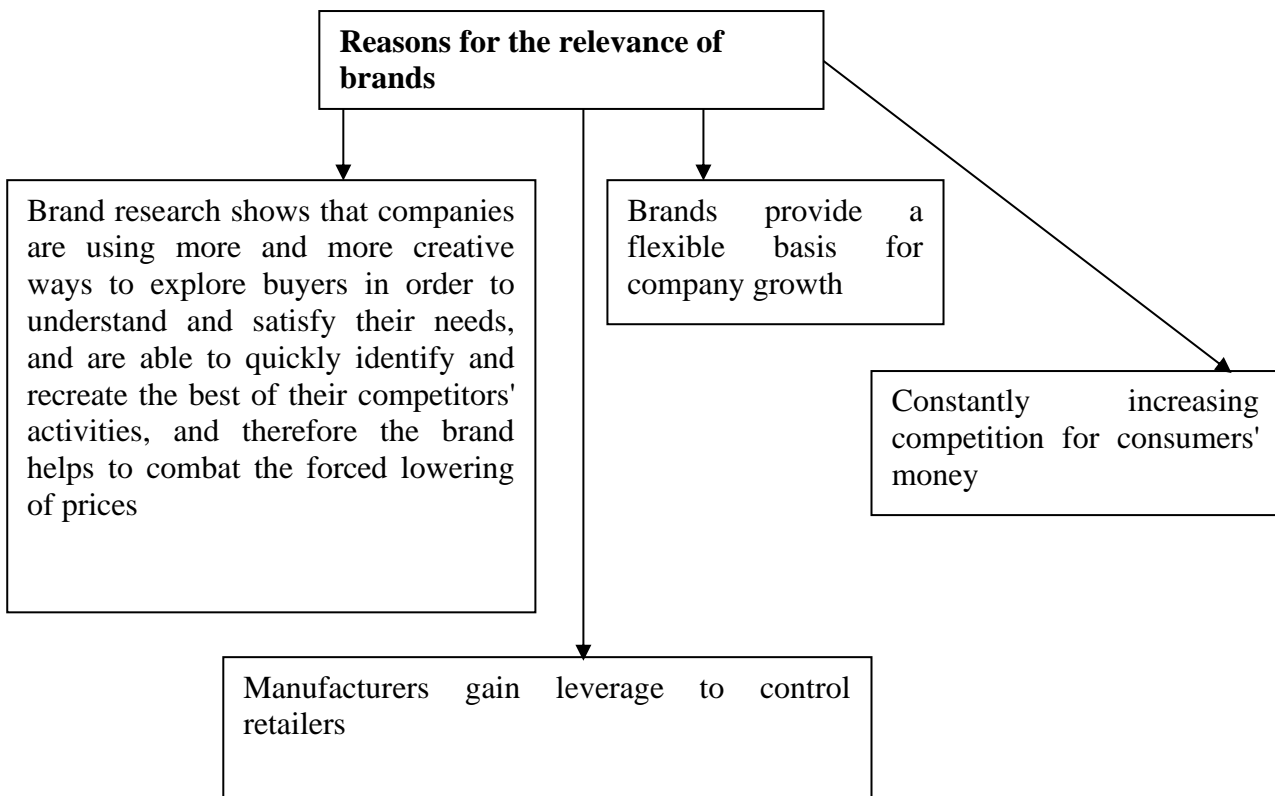 Reasons for the relevance of
brands
Brand research shows that companies
are using more and more creative
ways to explore buyers in order to
understand and satisfy their needs,
and are able to quickly identify and
recreate the best of their competitors'
activities, and therefore the brand
helps to combat the forced lowering
of prices
Brands provide a
flexible basis for
company growth
Constantly increasing
competition for consumers'
money
Manufacturers gain leverage to control
retailers